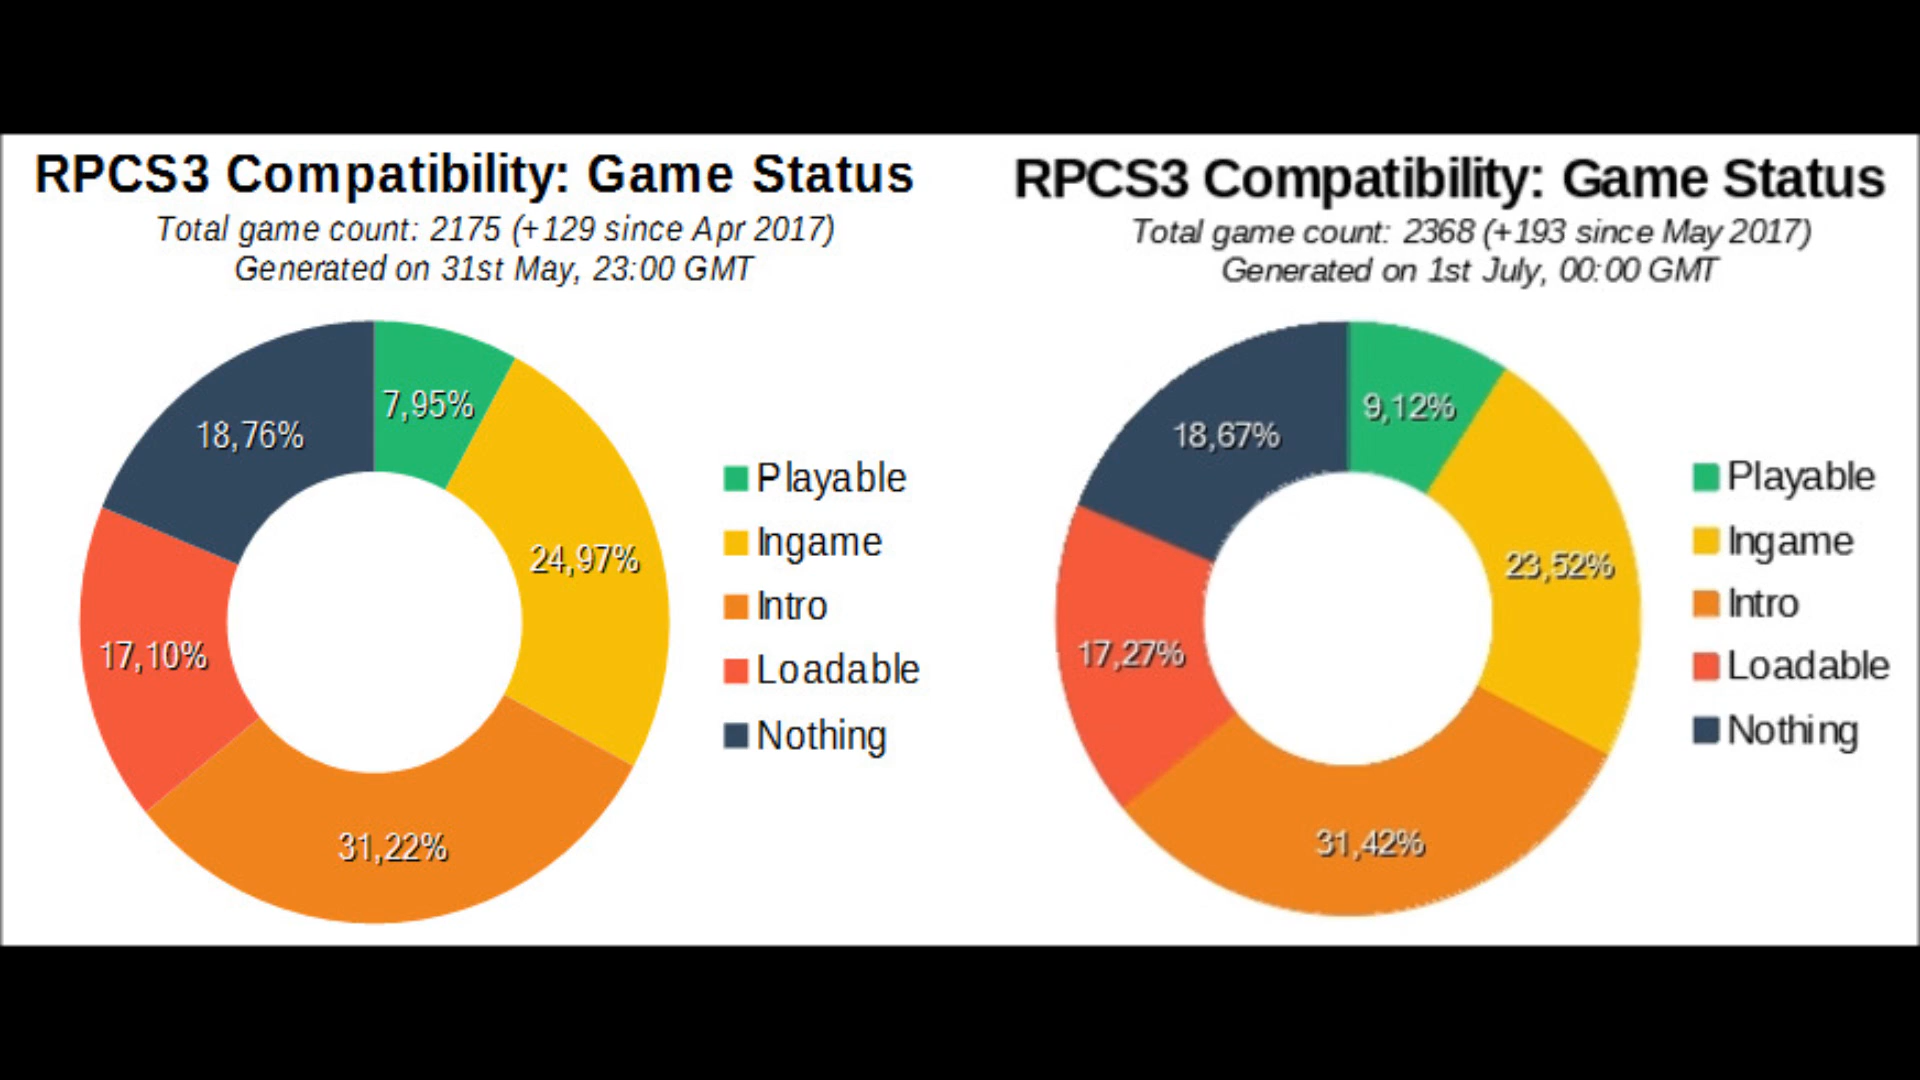 RPCS3 Compatibility: Game Status
Total game count: 2175 (+129 since Apr 2017)
Generated on 31st May, 23:00 GMT
7,95%
24,97%
31,22%
17,10%
18,76%
Playable
Ingame
Intro
Loadable
Nothing
RPCS3 Compatibility: Game Status
Total game count: 2368 (+193 since May 2017)
Generated on 1st July, 00:00 GMT
9,12%
23,52%
31,42%
17,27%
18,67%
Playable
Ingame
Intro
Loadable
Nothing